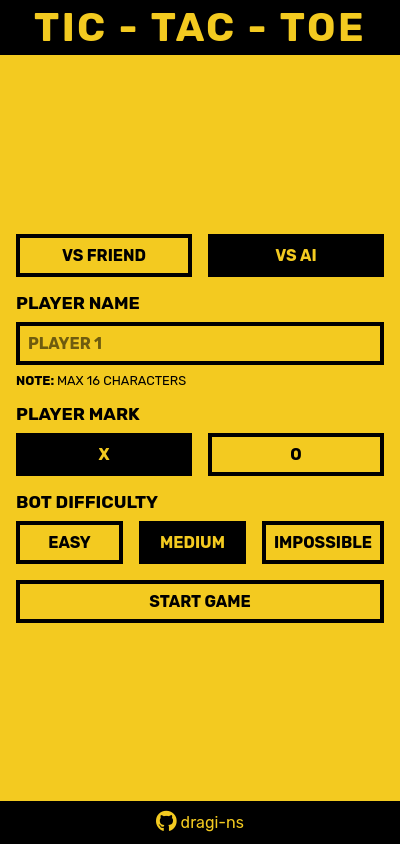 TIC - TAC - TOE
VS FRIEND
VS AI
PLAYER NAME
PLAYER 1
NOTE: MAX 16 CHARACTERS
PLAYER MARK
X
O
BOT DIFFICULTY
EASY
MEDIUM
IMPOSSIBLE
START GAME
dragi-ns